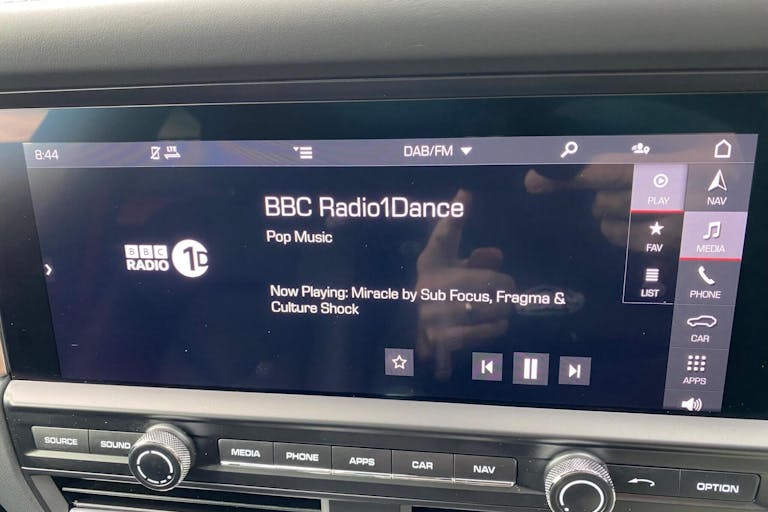 8:44
LTE
DAB/FM
BBC Radio1Dance
Pop Music
BBC
RADIO
1D
Now Playing: Miracle by Sub Focus, Fragma &
Culture Shock
PLAY
FAV
LIST
NAV
MEDIA
PHONE
CAR
APPS
SOURCE
SOUND
MEDIA
PHONE
APPS
CAR
NAV
OPTION